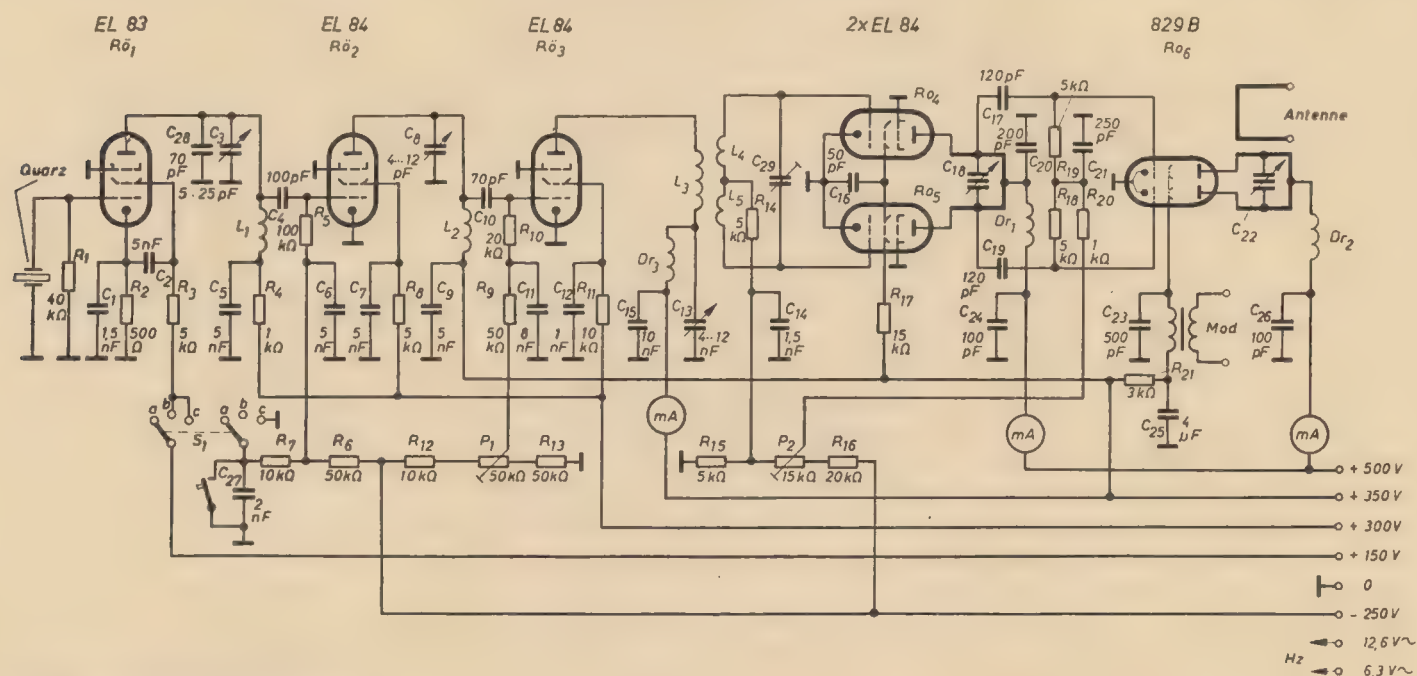 EL 83
Rö1
EL 84
Rö2
EL 84
Rö3
2x EL 84
829 B
Ro6
Quarz
R1
40
kΩ
C1
1,5
nF
R2
500
Ω
5nF
C2
R3
5
kΩ
C28
70
pF
C3
5..25 pF
L1
C5
5
nF
R4
1
kΩ
100pF
C4
100
kΩ
R5
C6
5
nF
C7
5
nF
R8
5
kΩ
C8
4...12
pF
L2
C9
5
nF
70 pF
C10
20
kΩ
R10
R9
50
kΩ
C11
8
nF
C12
1
nF
R11
10
kΩ
L3
Dr3
C15
10
nF
C13
4-12
nF
mA
L4
L5
C29
R14
5
kΩ
C14
1,5
nF
Ro4
50
pF
C16
Ro5
R17
15
kΩ
120pF
C17
C18
C19
120
pF
200
pF
C20
Dr1
C24
100
pF
5kΩ
R19
R18
5
kΩ
250
pF
C21
R20
1
kΩ
C22
Antenne
Dr2
C23
500
pF
Mod
R21
3kΩ
C25
4
µF
C26
100
pF
mA
mA
a
b
c
S1
a
b
c
C27
2
nF
R7
10kΩ
R6
50kΩ
R12
10kΩ
P1
50kΩ
R13
50kΩ
R15
5kΩ
P2
15kΩ
R16
20kΩ
+ 500 V
+ 350 V
+ 300 V
+ 150 V
0
- 250 V
12,6 V~
Hz
6,3 V~